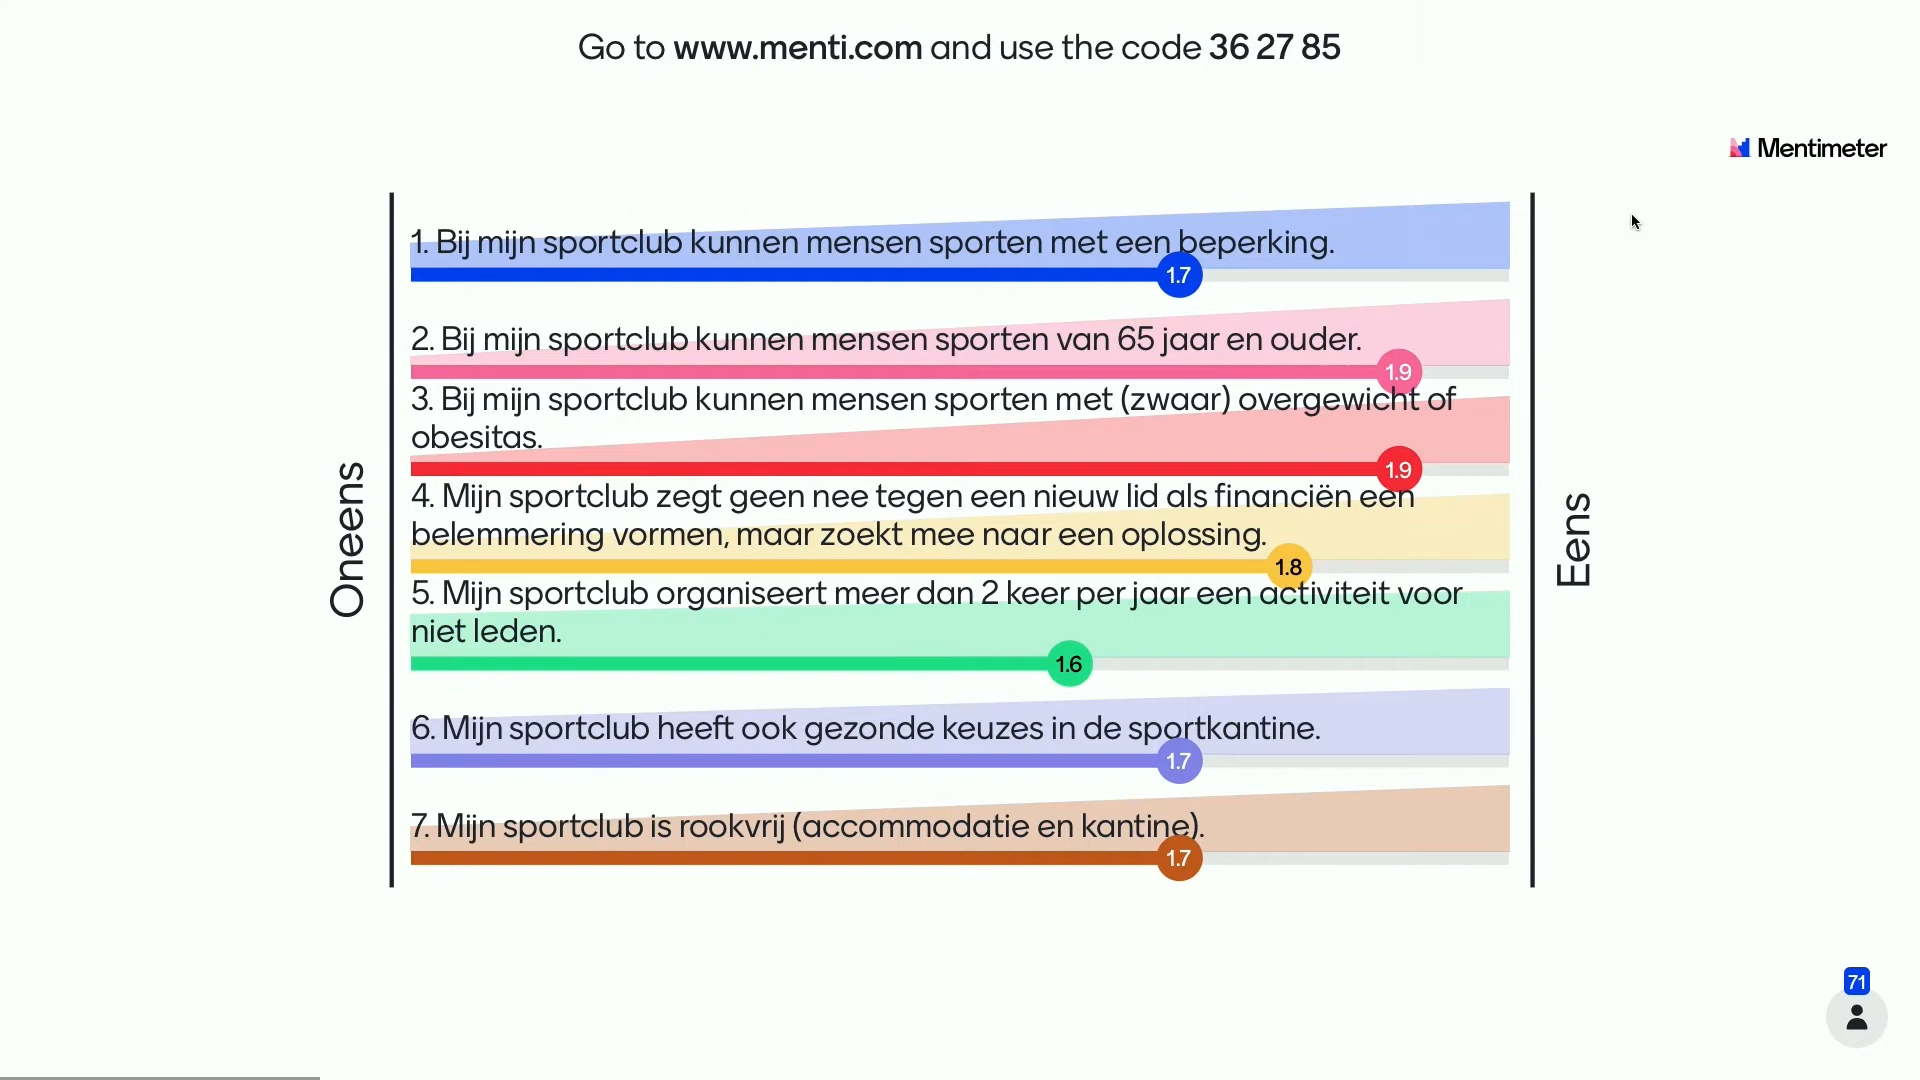 Go to www.menti.com and use the code 36 27 85
Mentimeter
Oneens
1. Bij mijn sportclub kunnen mensen sporten met een beperking.
1.7
2. Bij mijn sportclub kunnen mensen sporten van 65 jaar en ouder.
1.9
3. Bij mijn sportclub kunnen mensen sporten met (zwaar) overgewicht of
obesitas.
1.9
4. Mijn sportclub zegt geen nee tegen een nieuw lid als financiën een
belemmering vormen, maar zoekt mee naar een oplossing.
1.8
5. Mijn sportclub organiseert meer dan 2 keer per jaar een activiteit voor
niet leden.
1.6
6. Mijn sportclub heeft ook gezonde keuzes in de sportkantine.
1.7
7. Mijn sportclub is rookvrij (accommodatie en kantine).
1.7
Eens
71